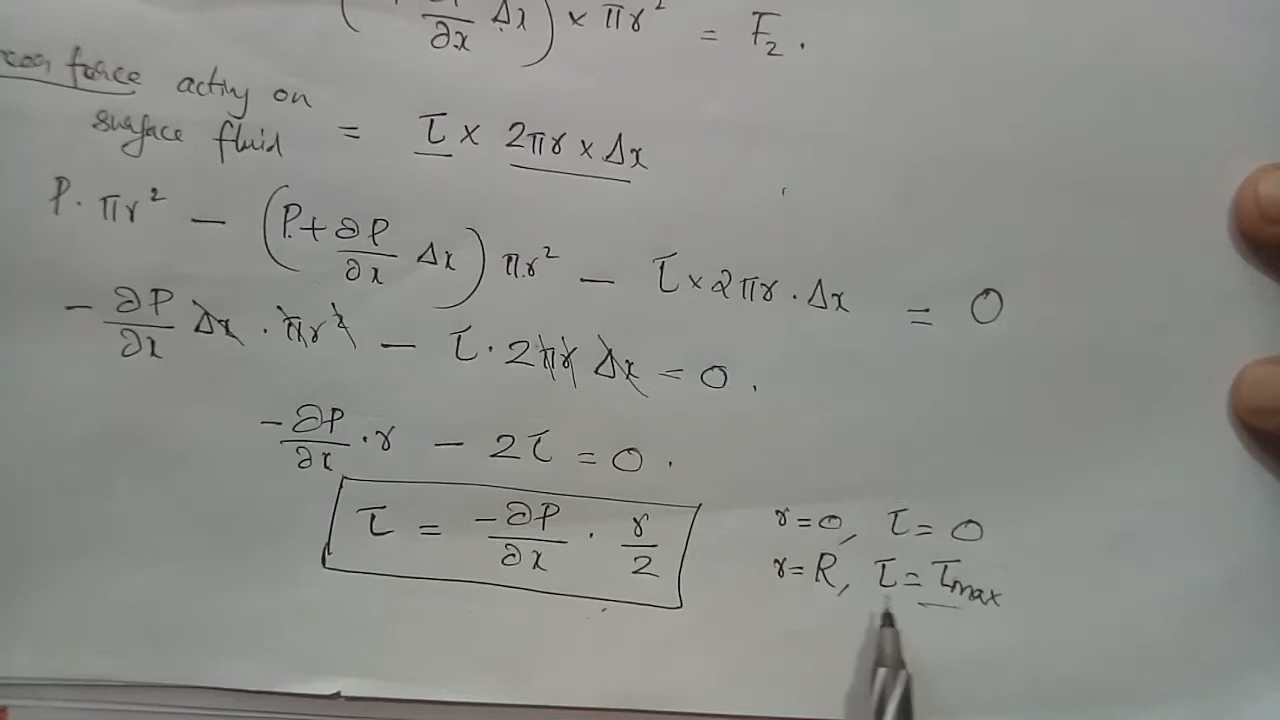 ∂x Δx) × πr² = F₂.
force acting on
surface fluid = τ × 2πr × Δx
P. πr² − (P + ∂P/∂x Δx) πr² − τ × 2πr . Δx = 0
− ∂P/∂x Δx . πr² − τ . 2πr Δx = 0 .
−∂P/∂x . r − 2τ = 0 .
τ = −∂P/∂x . r/2
r=0, τ=0
r=R, τ=τmax